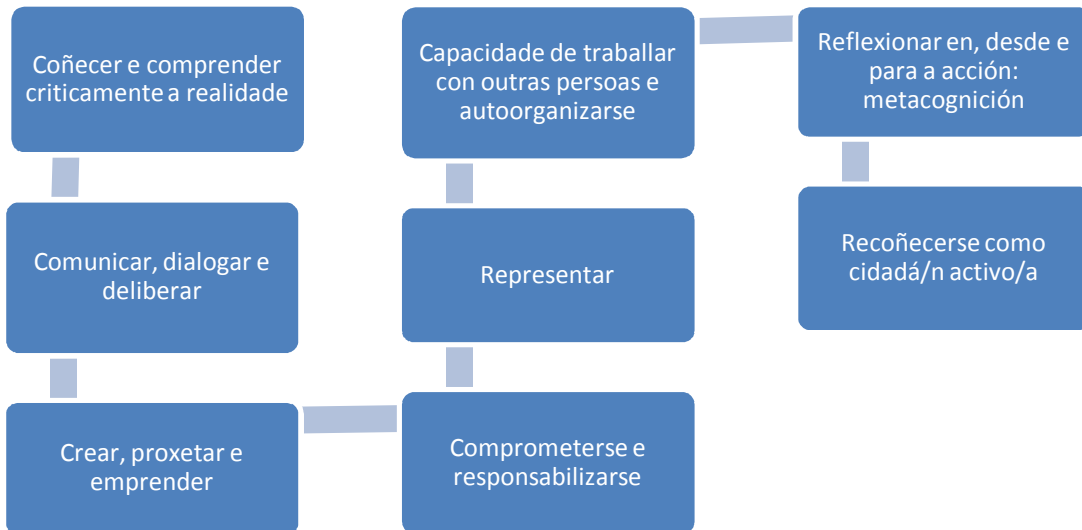 Coñecer e comprender
criticamente a realidade
Comunicar, dialogar e
deliberar
Crear, proxetar e
emprender
Comprometerse e
responsabilizarse
Representar
Capacidade de traballar
con outras persoas e
autoorganizarse
Reflexionar en, desde e
para a acción:
metacognición
Recoñecerse como
cidadá/n activo/a